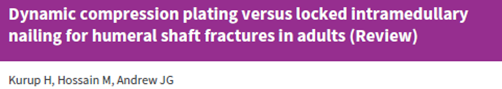 Dynamic compression plating versus locked intramedullary
nailing for humeral shaft fractures in adults (Review)
Kurup H, Hossain M, Andrew JG